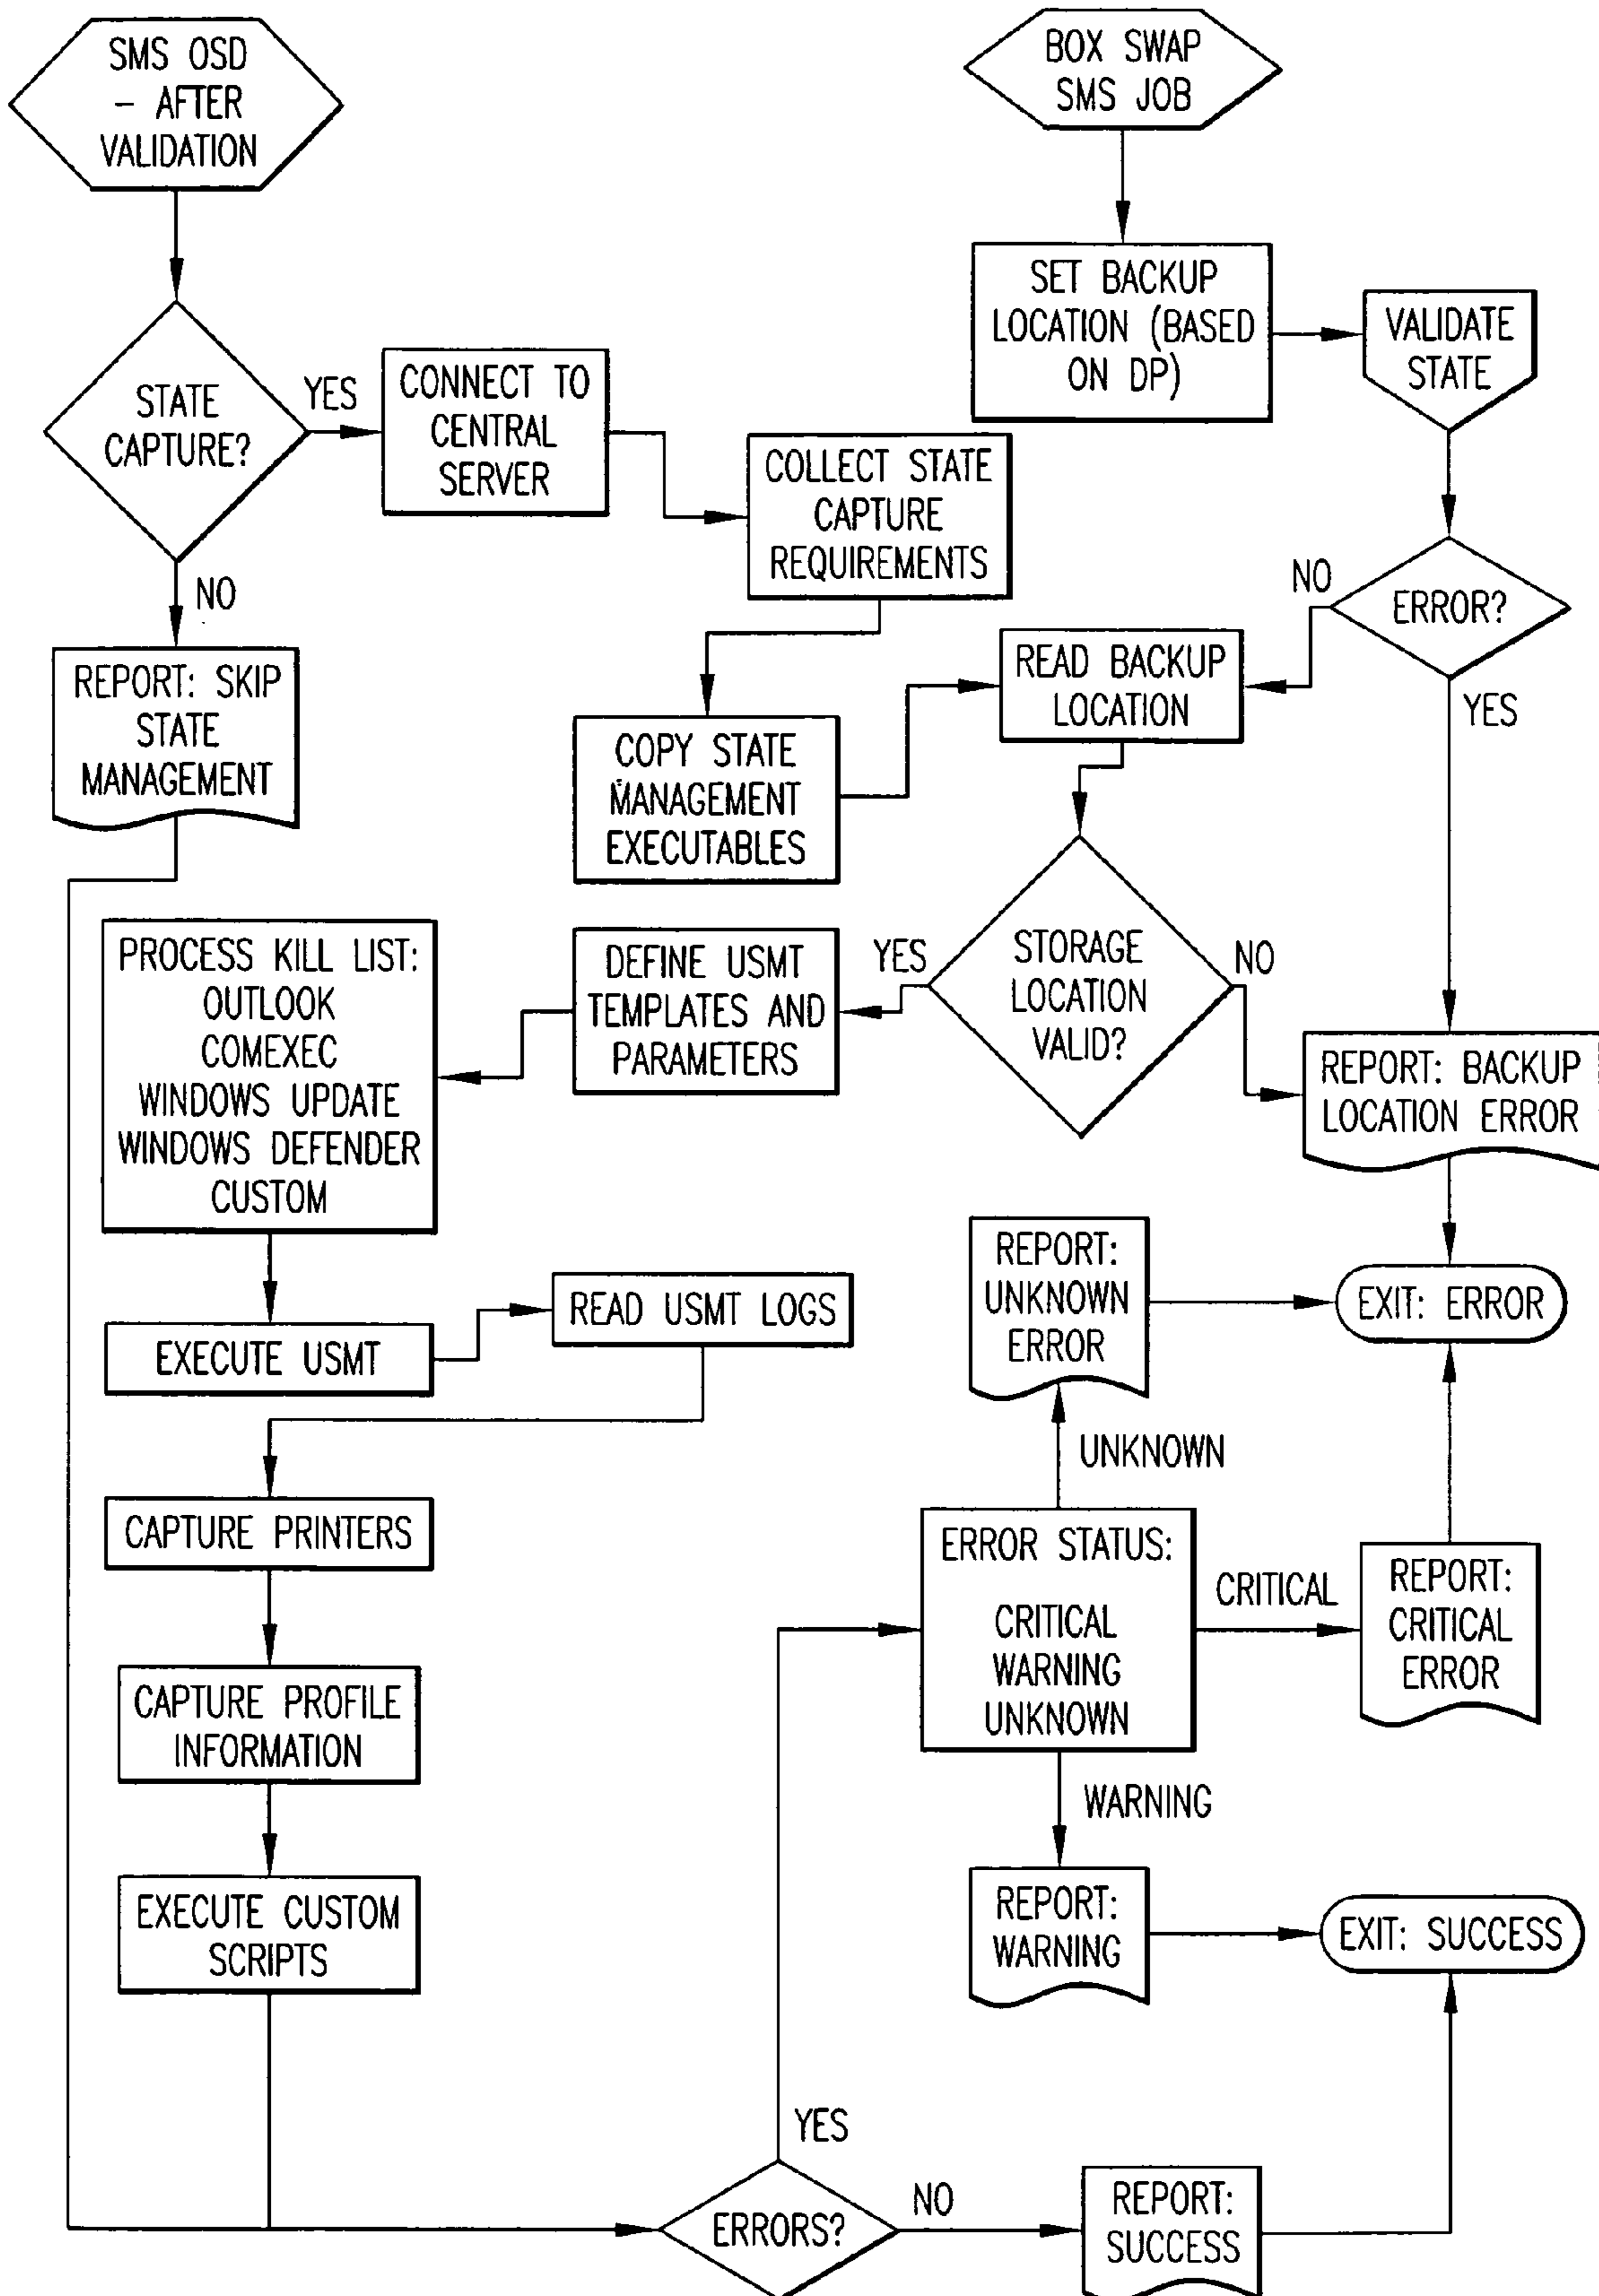 SMS OSD
– AFTER
VALIDATION
BOX SWAP
SMS JOB
SET BACKUP
LOCATION (BASED
ON DP)
VALIDATE
STATE
STATE
CAPTURE?
YES
CONNECT TO
CENTRAL
SERVER
COLLECT STATE
CAPTURE
REQUIREMENTS
NO
ERROR?
NO
YES
REPORT: SKIP
STATE
MANAGEMENT
COPY STATE
MANAGEMENT
EXECUTABLES
READ BACKUP
LOCATION
PROCESS KILL LIST:
OUTLOOK
COMEXEC
WINDOWS UPDATE
WINDOWS DEFENDER
CUSTOM
DEFINE USMT
TEMPLATES AND
PARAMETERS
YES
STORAGE
LOCATION
VALID?
NO
REPORT: BACKUP
LOCATION ERROR
EXECUTE USMT
READ USMT LOGS
REPORT:
UNKNOWN
ERROR
EXIT: ERROR
UNKNOWN
CAPTURE PRINTERS
ERROR STATUS:
CRITICAL
WARNING
UNKNOWN
CRITICAL
REPORT:
CRITICAL
ERROR
CAPTURE PROFILE
INFORMATION
WARNING
EXECUTE CUSTOM
SCRIPTS
REPORT:
WARNING
EXIT: SUCCESS
YES
ERRORS?
NO
REPORT:
SUCCESS